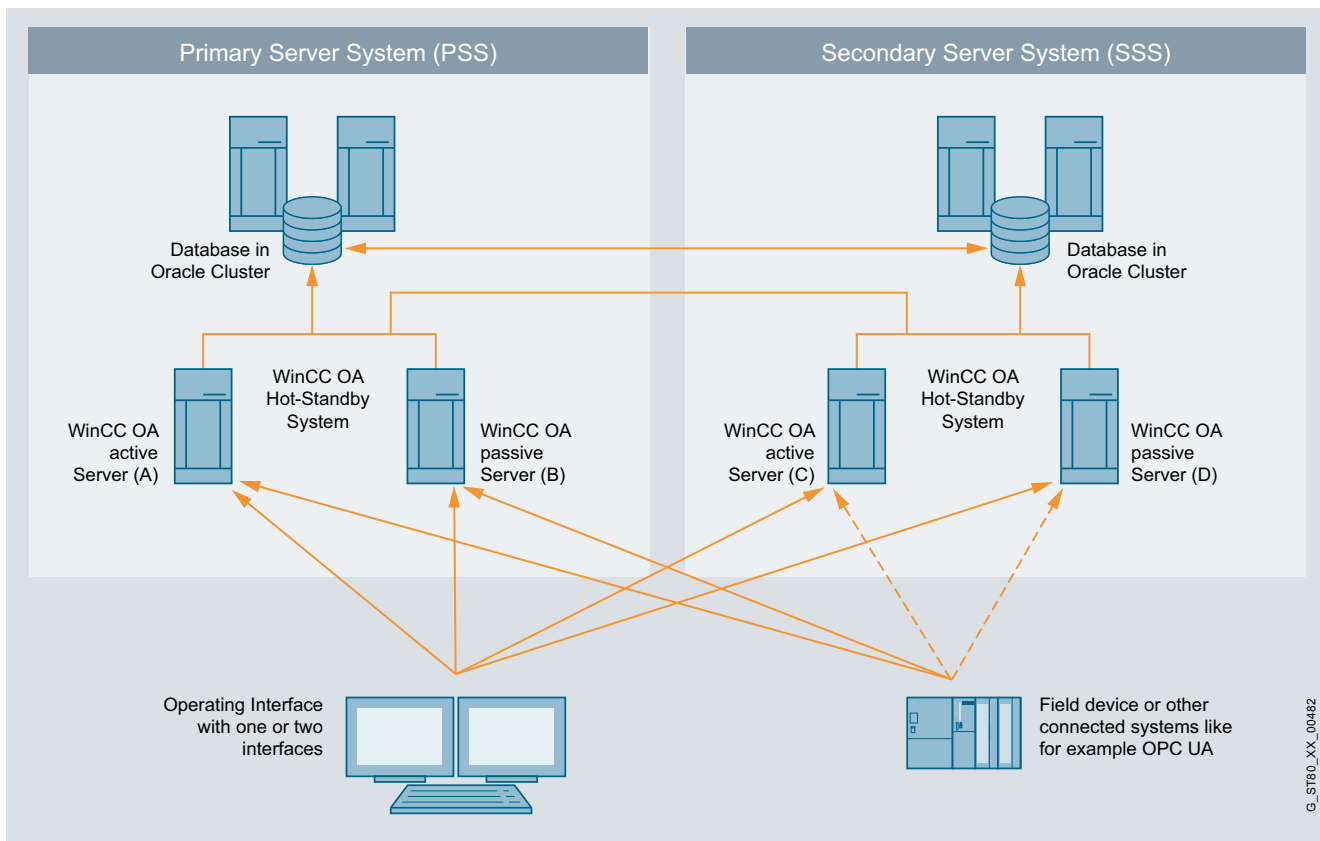 Primary Server System (PSS)
Secondary Server System (SSS)
Database in
Oracle Cluster
Database in
Oracle Cluster
WinCC OA
Hot-Standby
System
WinCC OA
active
Server (A)
WinCC OA
passive
Server (B)
WinCC OA
Hot-Standby
System
WinCC OA
active
Server (C)
WinCC OA
passive
Server (D)
Operating Interface
with one or two
interfaces
Field device or other
connected systems like
for example OPC UA
G_ST80_XX_00482